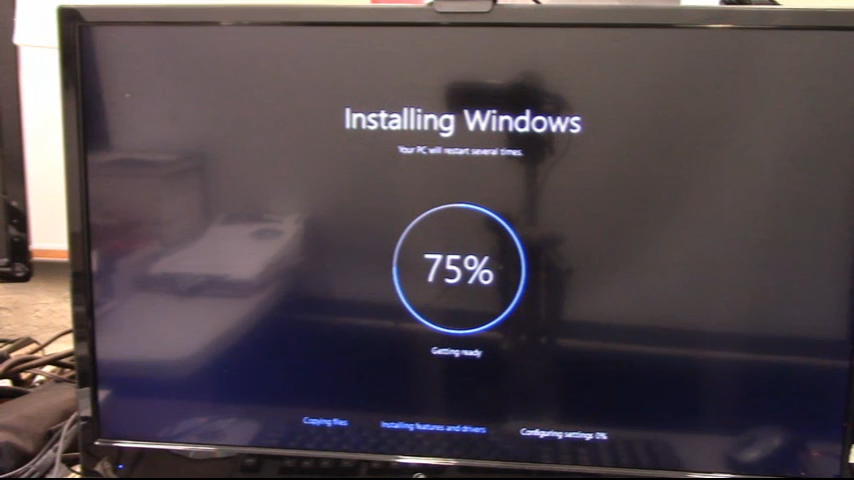 Installing Windows
Your PC will restart several times.
75%
Getting ready
Copying files Installing features and drivers Configuring settings 0%